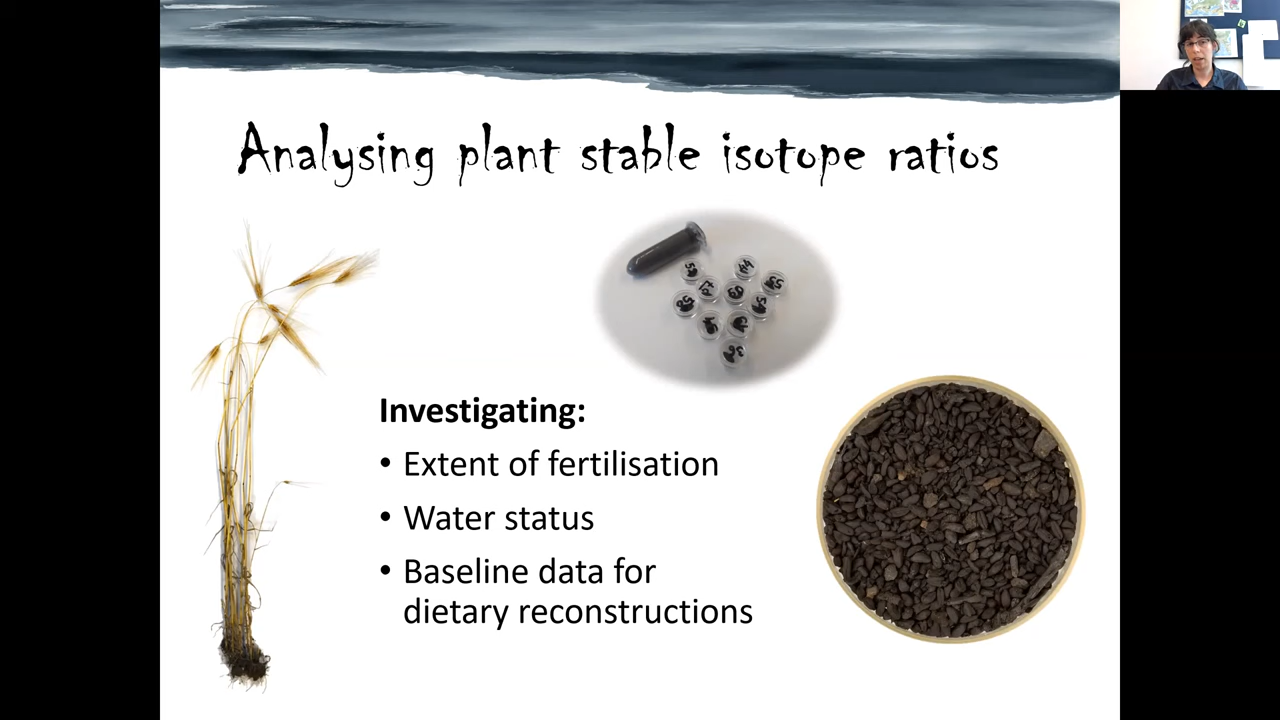 Analysing plant stable isotope ratios
Investigating:
• Extent of fertilisation
• Water status
• Baseline data for
dietary reconstructions